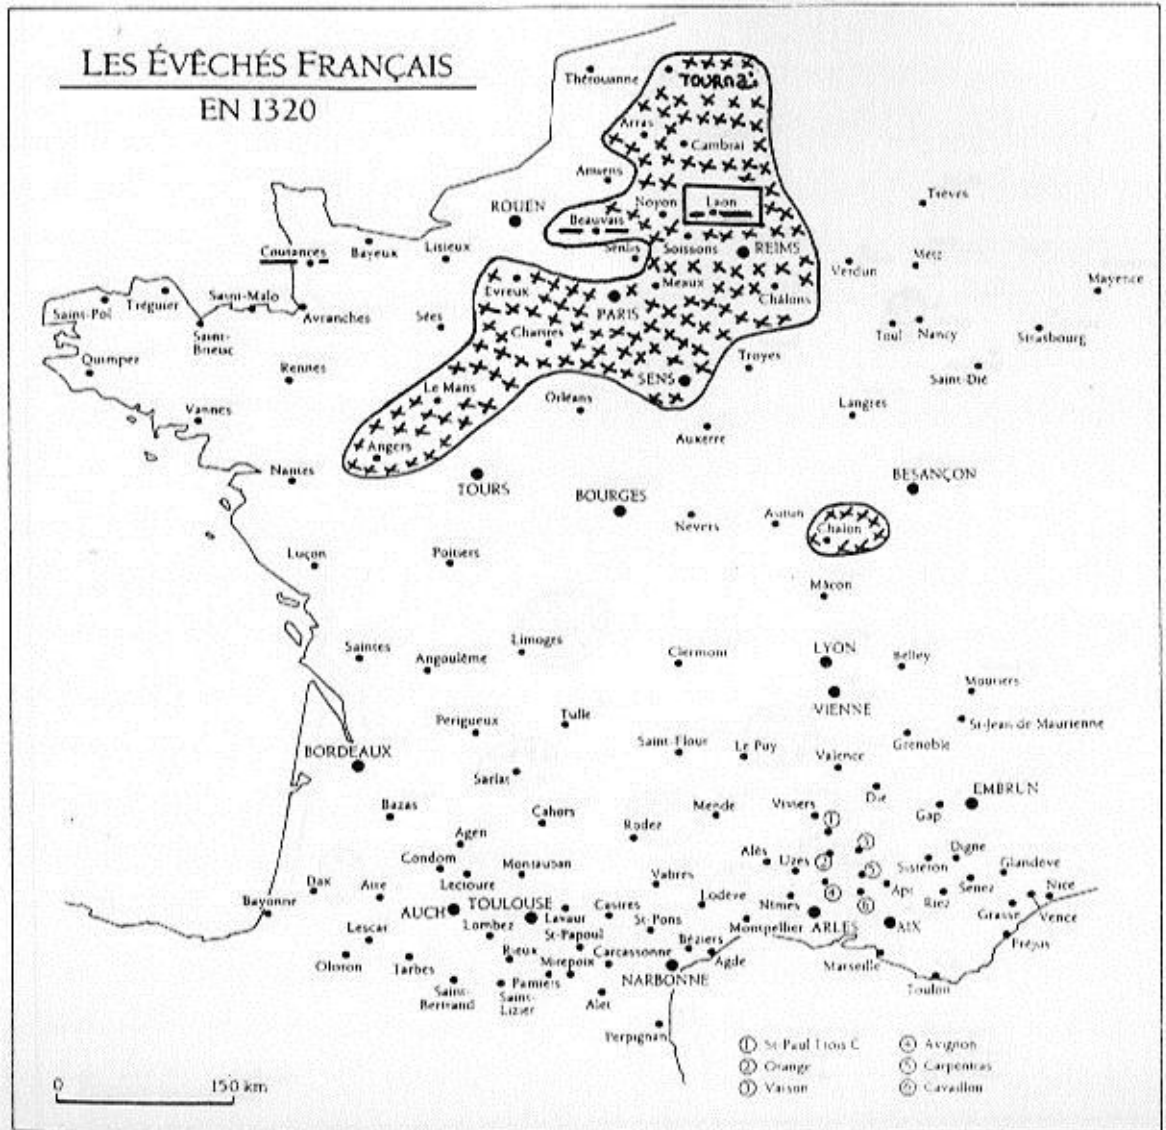 LES ÉVÊCHÉS FRANÇAIS
EN 1320
Thérouanne
TOURNAi
Arras
Cambrai
Amiens
Trèves
ROUEN
Noyon
Laon
Beauvais
Coutances
Bayeux
Lisieux
Senlis
Soissons
REIMS
Verdun
Metz
Mayence
Evreux
Meaux
Châlons
Saint-Pol
Tréguier
Saint-Malo
Avranches
Sées
PARIS
Chartres
Saint-
Brieuc
Toul
Nancy
Strasbourg
Quimper
Rennes
Troyes
SENS
Saint-Dié
Le Mans
Orléans
Langres
Vannes
Auxerre
Angers
Nantes
TOURS
BOURGES
BESANÇON
Nevers
Autun
Chalon
Luçon
Poitiers
Mâcon
Saintes
Angoulême
Limoges
Clermont
LYON
Belley
Mouriers
VIENNE
Perigueux
Tulle
St-Jean de Maurienne
Saint-Flour
Le Puy
Grenoble
Valence
BORDEAUX
Sarlat
Die
EMBRUN
Bazas
Cahors
Mende
Viviers
Gap
Agen
Rodez
1
3
Condom
Montauban
Alès
Uzès
2
Sisteron
Digne
Glandève
Lectoure
Vabres
5
Dax
Aire
Lodève
Nîmes
4
Apt
Senez
Nice
Bayonne
AUCH
TOULOUSE
Lavaur
Castres
6
Riez
Grasse
Vence
Lescar
Lombez
St-Papoul
St-Pons
Montpellier
ARLES
AIX
Fréjus
Oloron
Tarbes
Rieux
Mirepoix
Carcassonne
Béziers
Agde
Marseille
Saint-
Bertrand
Pamiers
Saint-
Lizier
Alet
NARBONNE
Toulon
Perpignan
1 St-Paul Trois C
2 Orange
3 Vaison
4 Avignon
5 Carpentras
6 Cavaillon
0 150 km